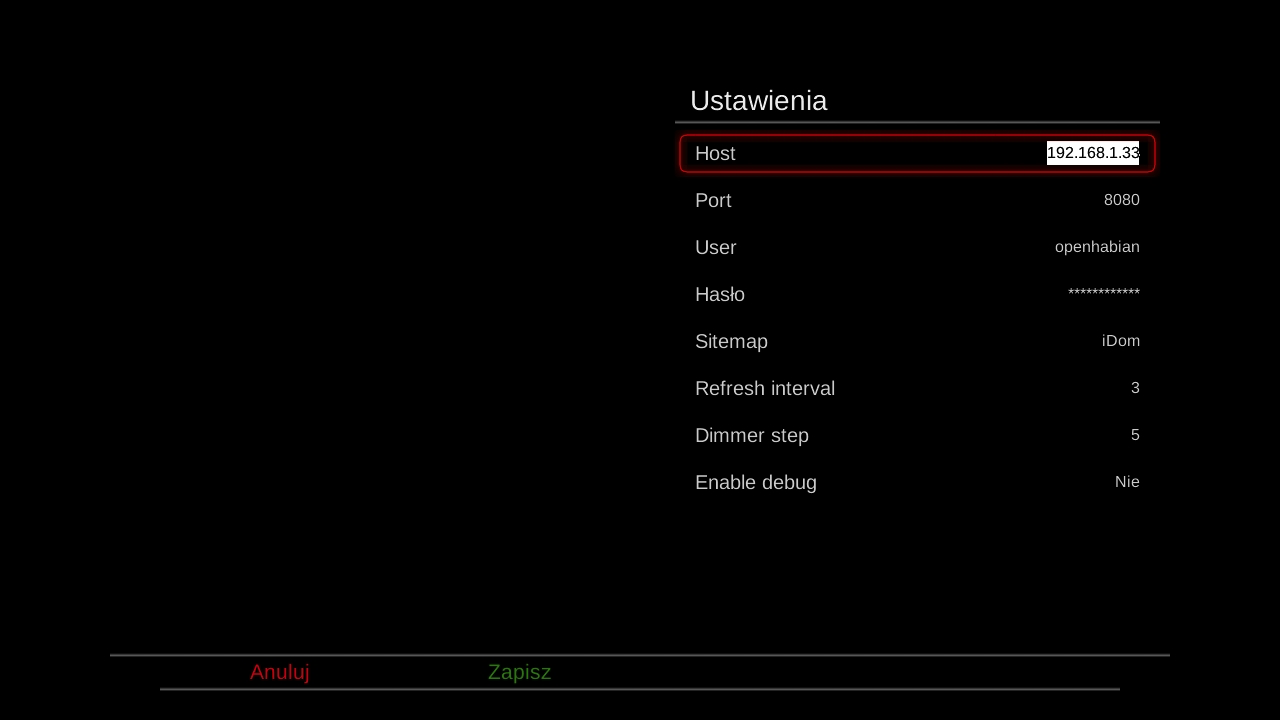 Ustawienia
Host 192.168.1.33
Port 8080
User openhabian
Hasło ************
Sitemap iDom
Refresh interval 3
Dimmer step 5
Enable debug Nie
Anuluj Zapisz